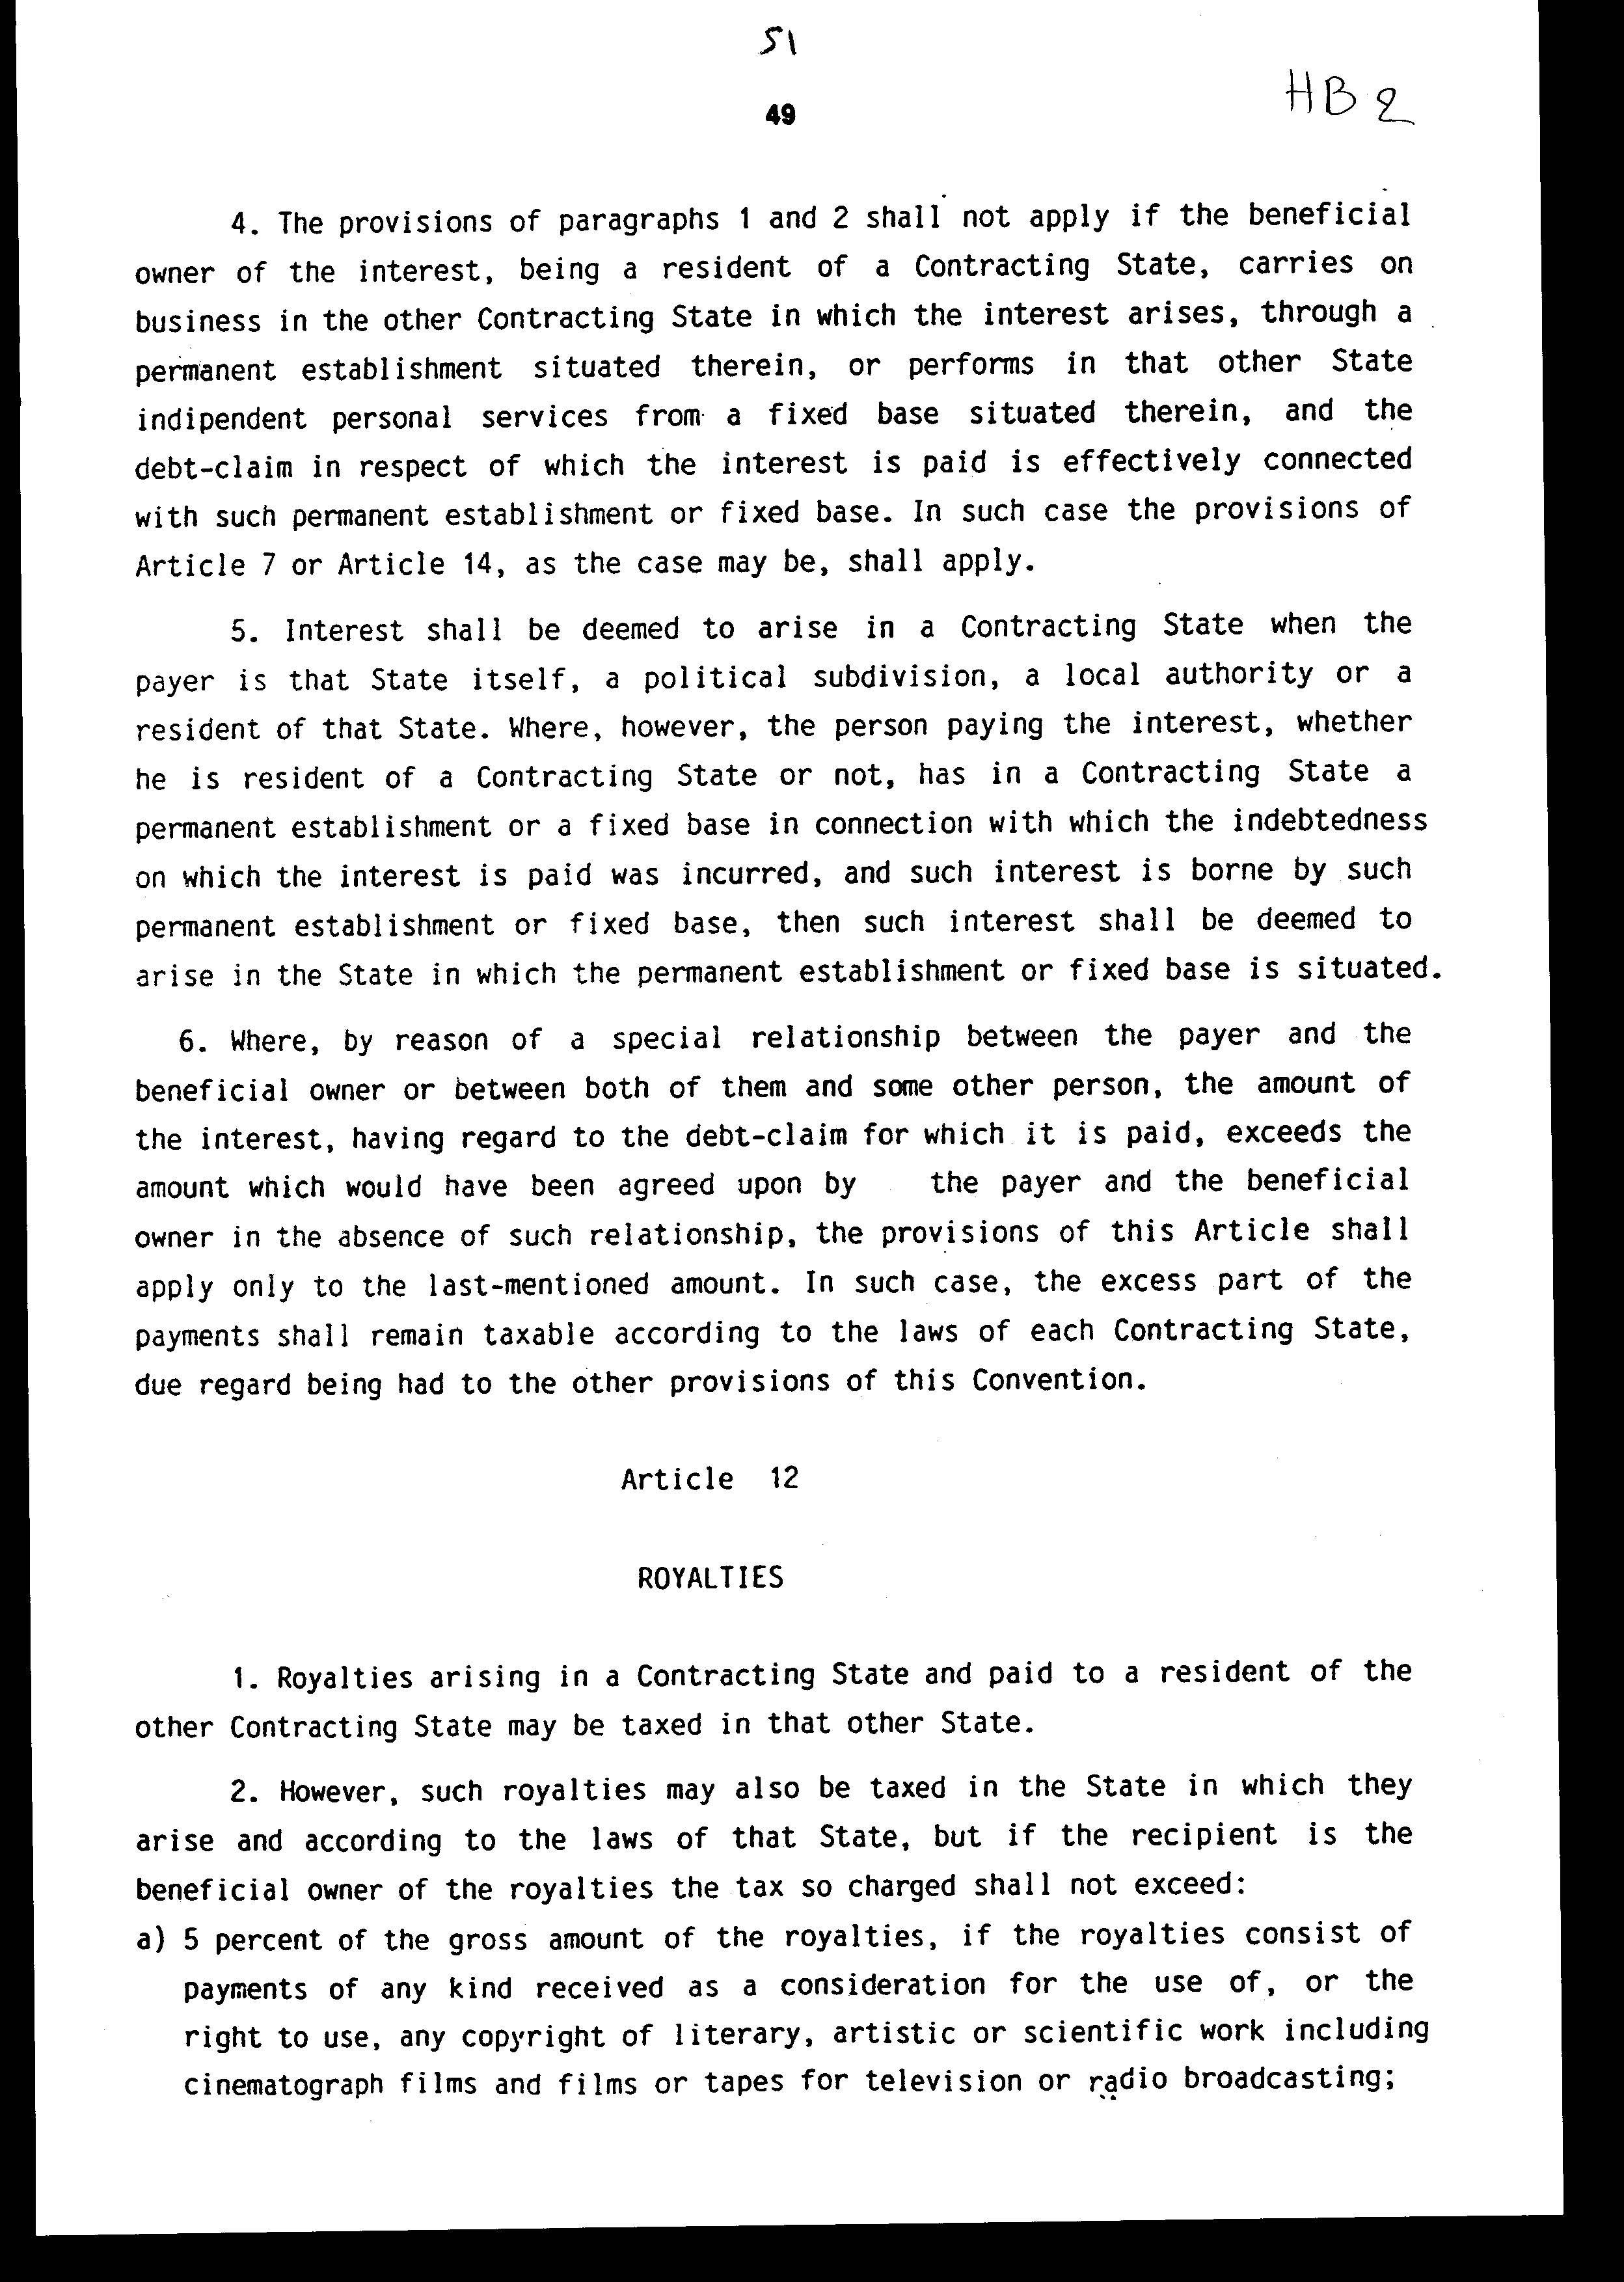 51
49
HB 2
4. The provisions of paragraphs 1 and 2 shall not apply if the beneficial
owner of the interest, being a resident of a Contracting State, carries on
business in the other Contracting State in which the interest arises, through a
permanent establishment situated therein, or performs in that other State
indipendent personal services from a fixed base situated therein, and the
debt-claim in respect of which the interest is paid is effectively connected
with such permanent establishment or fixed base. In such case the provisions of
Article 7 or Article 14, as the case may be, shall apply.
5. Interest shall be deemed to arise in a Contracting State when the
payer is that State itself, a political subdivision, a local authority or a
resident of that State. Where, however, the person paying the interest, whether
he is resident of a Contracting State or not, has in a Contracting State a
permanent establishment or a fixed base in connection with which the indebtedness
on which the interest is paid was incurred, and such interest is borne by such
permanent establishment or fixed base, then such interest shall be deemed to
arise in the State in which the permanent establishment or fixed base is situated.
6. Where, by reason of a special relationship between the payer and the
beneficial owner or between both of them and some other person, the amount of
the interest, having regard to the debt-claim for which it is paid, exceeds the
amount which would have been agreed upon by the payer and the beneficial
owner in the absence of such relationship, the provisions of this Article shall
apply only to the last-mentioned amount. In such case, the excess part of the
payments shall remain taxable according to the laws of each Contracting State,
due regard being had to the other provisions of this Convention.
Article 12
ROYALTIES
1. Royalties arising in a Contracting State and paid to a resident of the
other Contracting State may be taxed in that other State.
2. However, such royalties may also be taxed in the State in which they
arise and according to the laws of that State, but if the recipient is the
beneficial owner of the royalties the tax so charged shall not exceed:
a) 5 percent of the gross amount of the royalties, if the royalties consist of
payments of any kind received as a consideration for the use of, or the
right to use, any copyright of literary, artistic or scientific work including
cinematograph films and films or tapes for television or radio broadcasting;